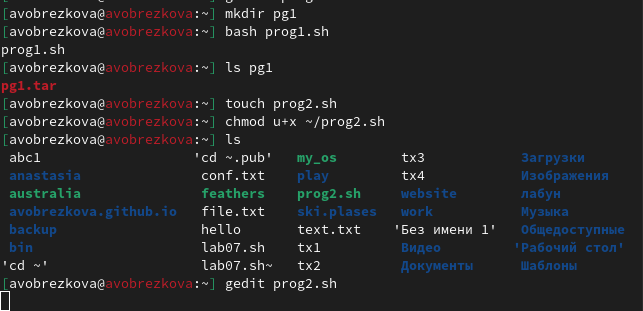 [avobrezkova@avobrezkova:~] mkdir pg1
[avobrezkova@avobrezkova:~] bash prog1.sh
prog1.sh
[avobrezkova@avobrezkova:~] ls pg1
pg1.tar
[avobrezkova@avobrezkova:~] touch prog2.sh
[avobrezkova@avobrezkova:~] chmod u+x ~/prog2.sh
[avobrezkova@avobrezkova:~] ls
abc1 'cd ~.pub' my_os tx3 Загрузки
anastasia conf.txt play tx4 Изображения
australia feathers prog2.sh website лабун
avobrezkova.github.io file.txt ski.plases work Музыка
backup hello text.txt 'Без имени 1' Общедоступные
bin lab07.sh tx1 Видео 'Рабочий стол'
'cd ~' lab07.sh~ tx2 Документы Шаблоны
[avobrezkova@avobrezkova:~] gedit prog2.sh